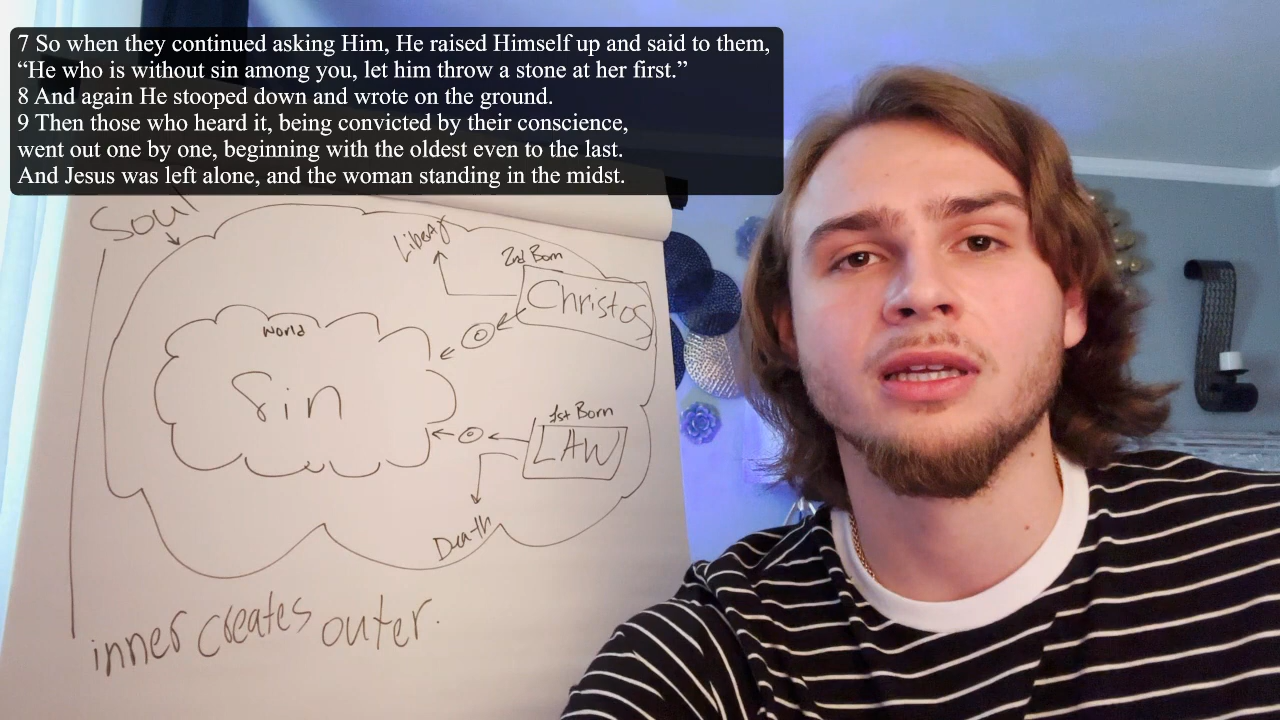 7 So when they continued asking Him, He raised Himself up and said to them,
“He who is without sin among you, let him throw a stone at her first.”
8 And again He stooped down and wrote on the ground.
9 Then those who heard it, being convicted by their conscience,
went out one by one, beginning with the oldest even to the last.
And Jesus was left alone, and the woman standing in the midst.
Soul
Liberty
2nd Born
Christos
world
Sin
1st Born
LAW
Death
inner creates outer.